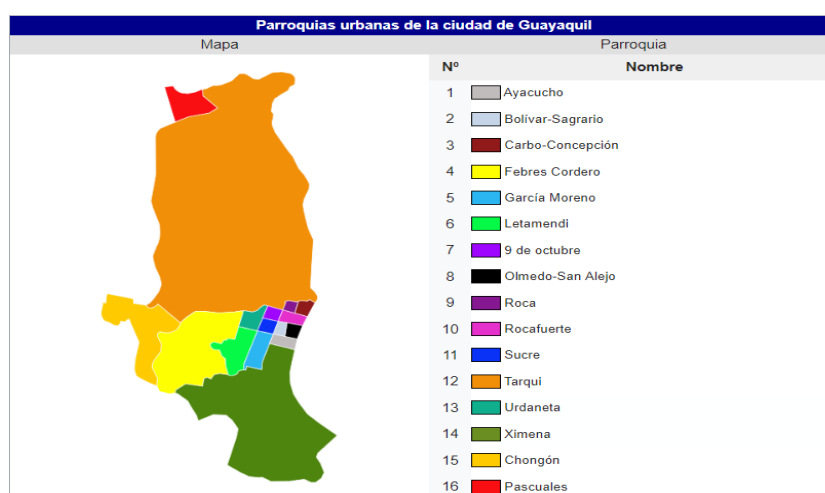 Parroquias urbanas de la ciudad de Guayaquil
Mapa Parroquia
Nº Nombre
1 Ayacucho
2 Bolívar-Sagrario
3 Carbo-Concepción
4 Febres Cordero
5 García Moreno
6 Letamendi
7 9 de octubre
8 Olmedo-San Alejo
9 Roca
10 Rocafuerte
11 Sucre
12 Tarqui
13 Urdaneta
14 Ximena
15 Chongón
16 Pascuales